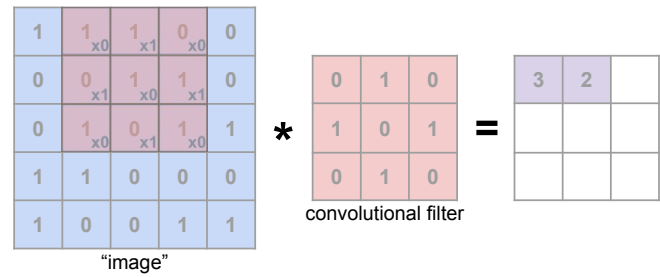 1 1 x0 1 x1 0 x0 0
0 0 x1 1 x0 1 x1 0
0 1 x0 0 x1 1 x0 1
1 1 0 0 0
1 0 0 1 1
"image"
*
0 1 0
1 0 1
0 1 0
convolutional filter
=
3 2